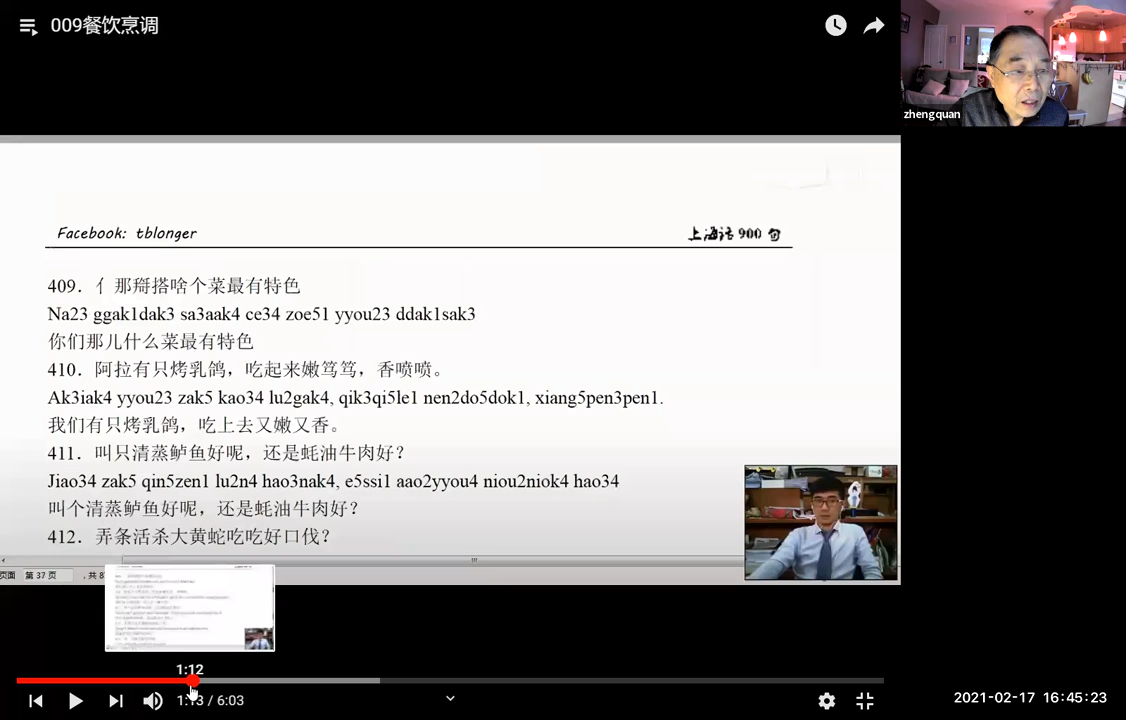 009餐饮烹调
zhengquan
Facebook: tblonger
上海话 900 句
409. 亻那搿搭啥个菜最有特色
Na23 ggak1dak3 sa3aak4 ce34 zoe51 yyou23 ddak1sak3
你们那儿什么菜最有特色
410. 阿拉有只烤乳鸽，吃起来嫩笃笃，香喷喷。
Ak3iak4 yyou23 zak5 kao34 lu2gak4, qik3qi5le1 nen2do5dok1, xiang5pen3pen1.
我们有只烤乳鸽，吃上去又嫩又香。
411. 叫只清蒸鲈鱼好呢，还是蚝油牛肉好？
Jiao34 zak5 qin5zen1 lu2n4 hao3nak4, e5ssi1 aao2yyou4 niou2niok4 hao34
叫个清蒸鲈鱼好呢，还是蚝油牛肉好？
412. 弄条活杀大黄蛇吃吃好口伐？
页面 第 37 页 ，共 8
1:12
1:13 / 6:03
2021-02-17 16:45:23